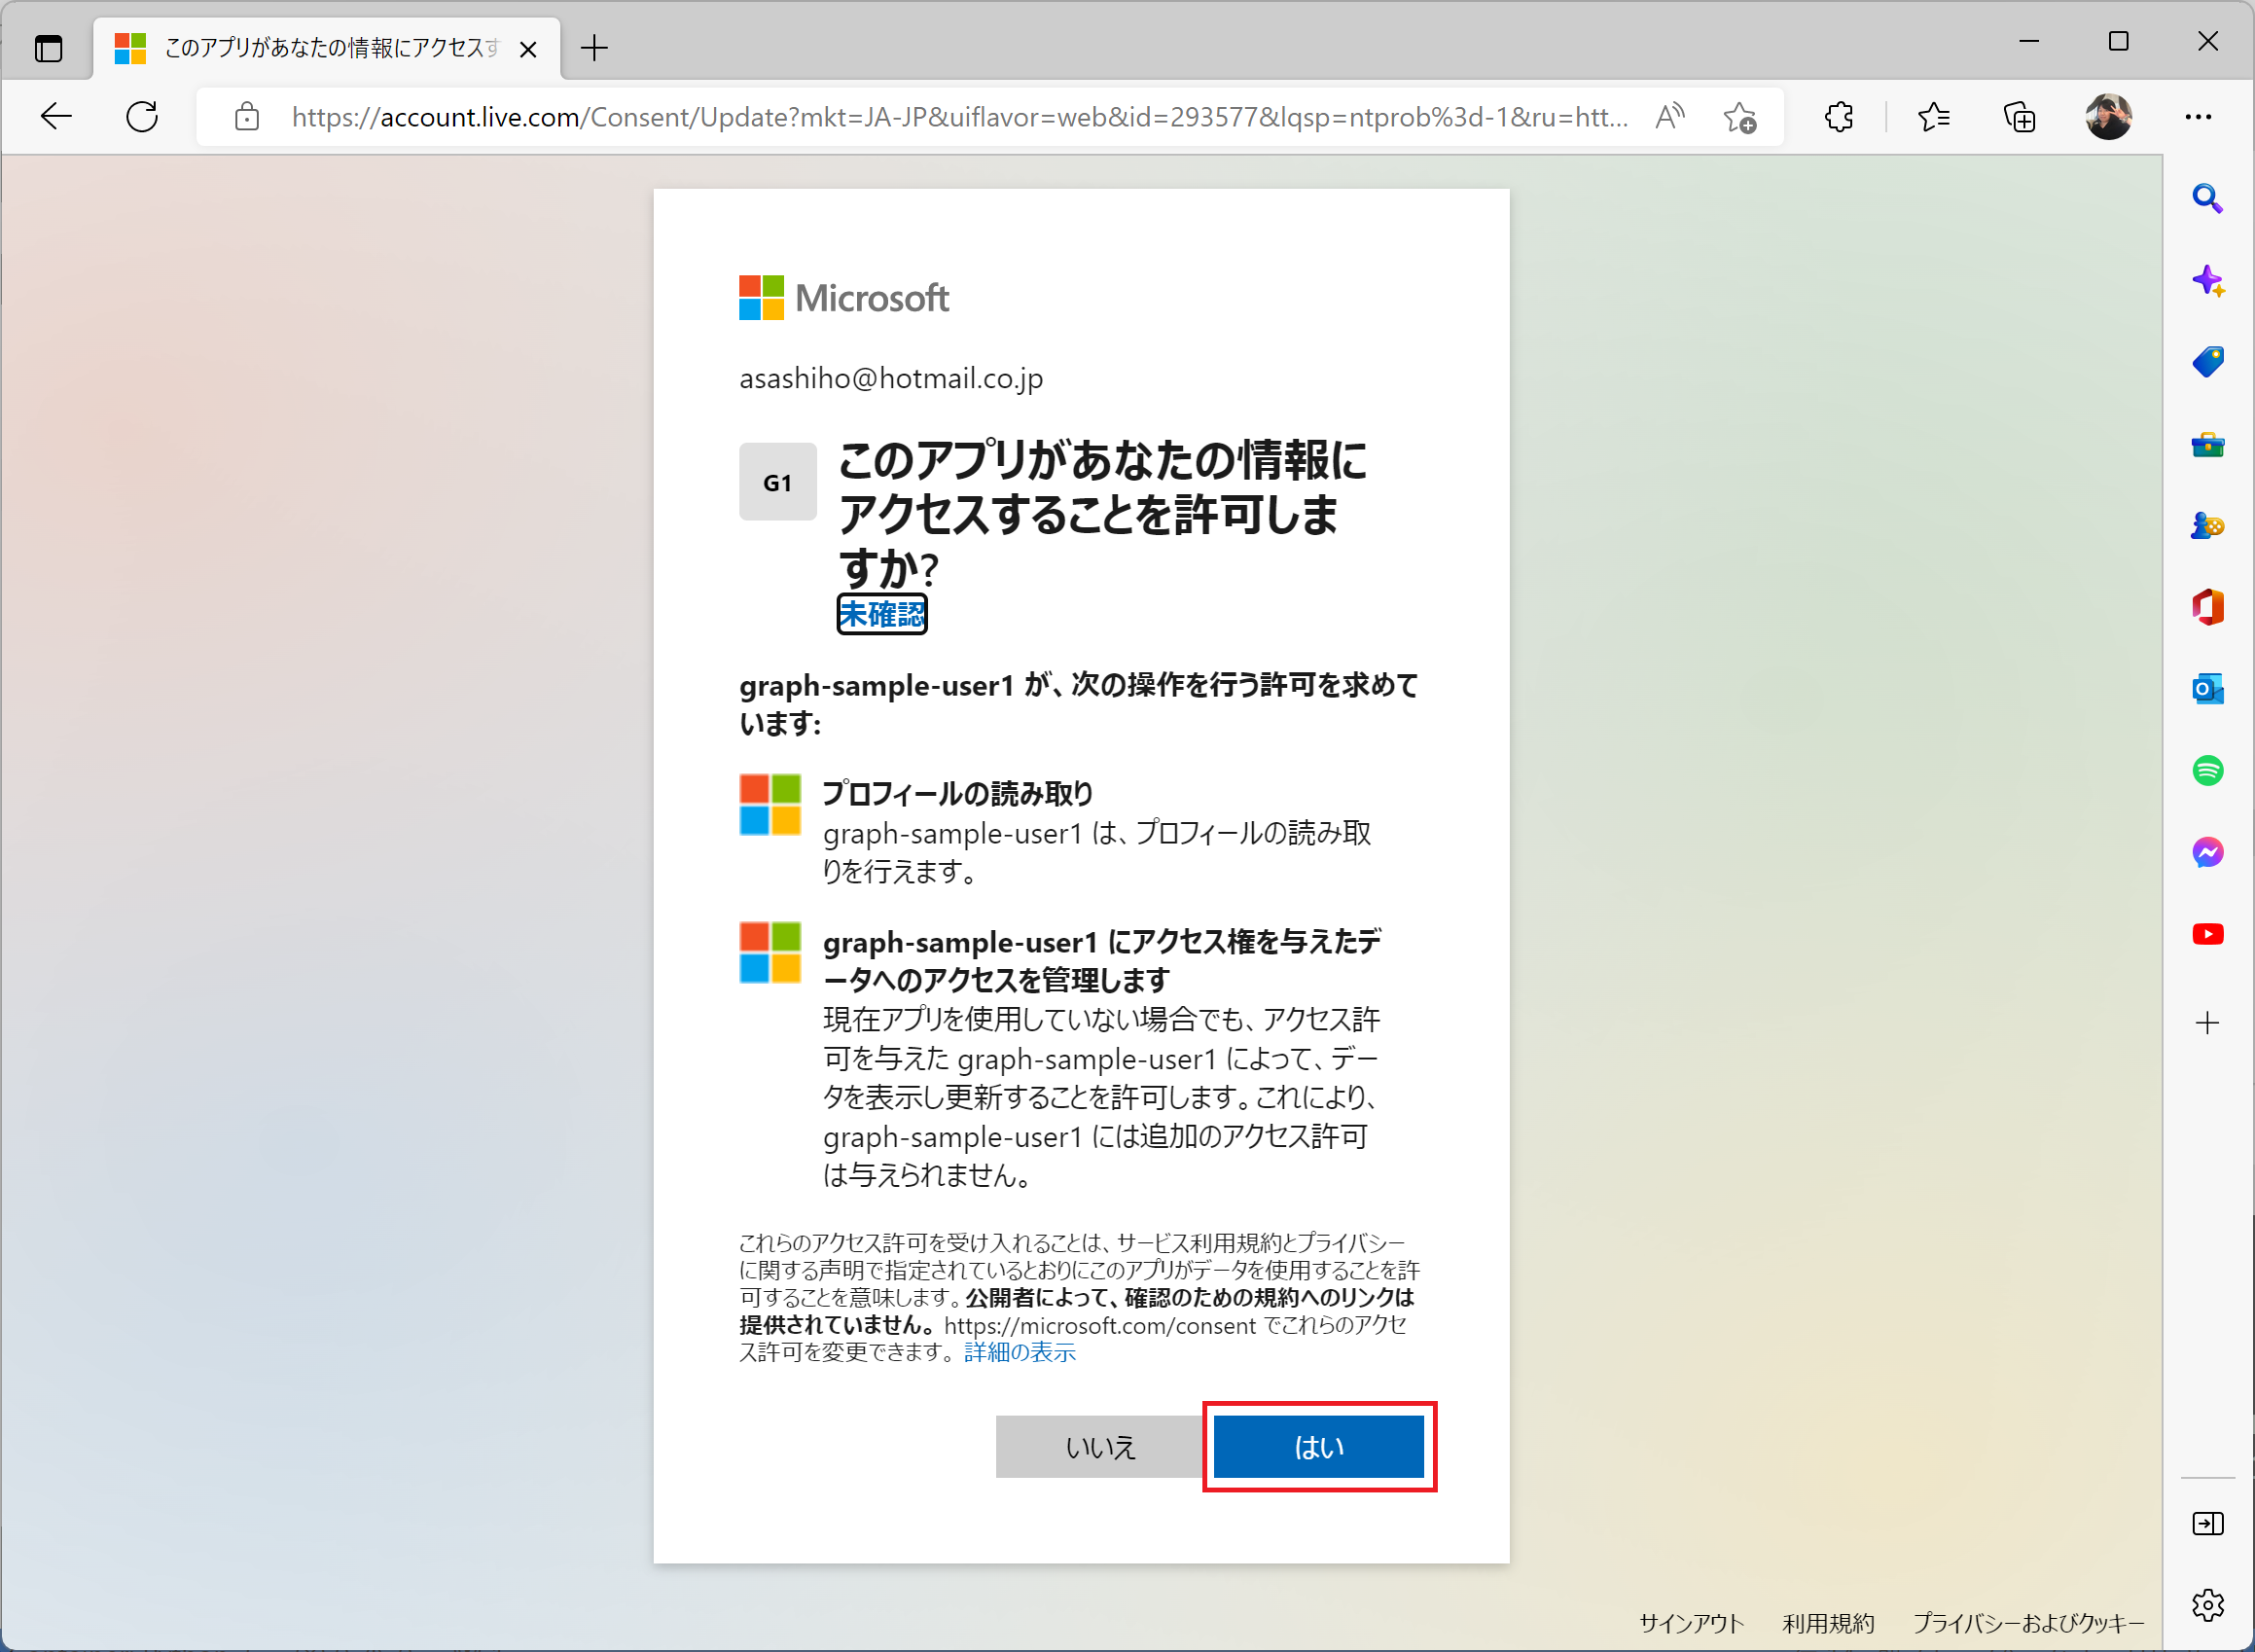 このアプリがあなたの情報にアクセスす
https://account.live.com/Consent/Update?mkt=JA-JP&uiflavor=web&id=293577&lqsp=ntprob%3d-1&ru=htt...
Microsoft
asashiho@hotmail.co.jp
G1
このアプリがあなたの情報に
アクセスすることを許可しま
すか?
未確認
graph-sample-user1 が、次の操作を行う許可を求めて
います:
プロフィールの読み取り
graph-sample-user1 は、プロフィールの読み取
りを行えます。
graph-sample-user1 にアクセス権を与えたデ
ータへのアクセスを管理します
現在アプリを使用していない場合でも、アクセス許
可を与えた graph-sample-user1 によって、デー
タを表示し更新することを許可します。これにより、
graph-sample-user1 には追加のアクセス許可
は与えられません。
これらのアクセス許可を受け入れることは、サービス利用規約とプライバシー
に関する声明で指定されているとおりにこのアプリがデータを使用することを許
可することを意味します。公開者によって、確認のための規約へのリンクは
提供されていません。 https://microsoft.com/consent でこれらのアクセ
ス許可を変更できます。 詳細の表示
いいえ はい
サインアウト 利用規約 プライバシーおよびクッキー